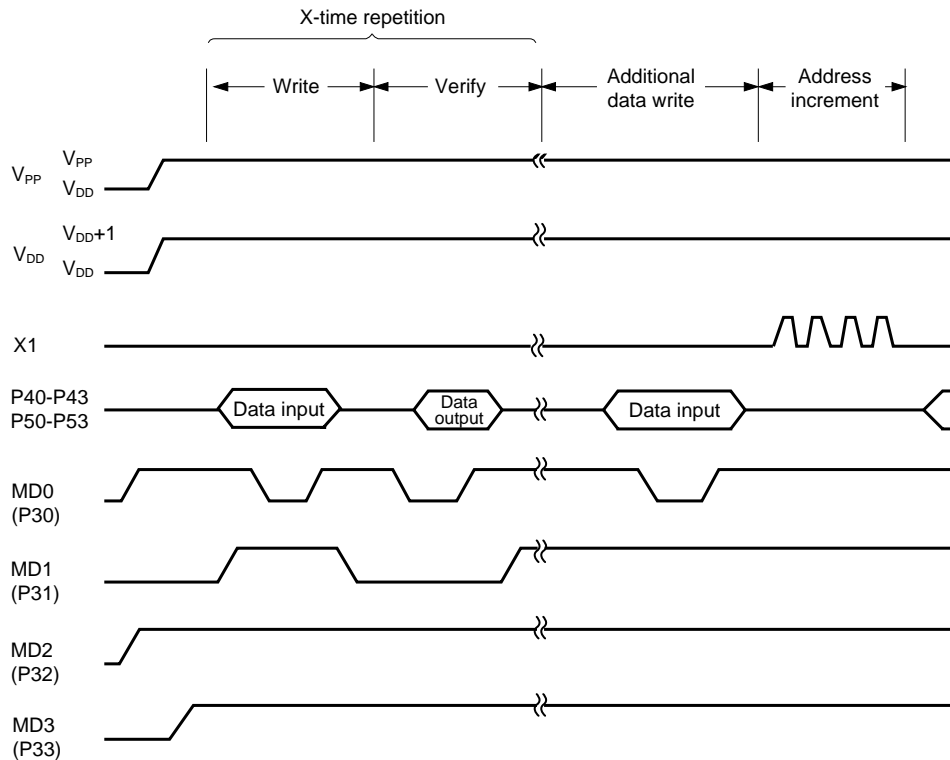 X-time repetition
Write
Verify
Additional
data write
Address
increment
VPP
VPP
VDD
VDD
VDD+1
VDD
X1
P40-P43
P50-P53
Data input
Data
output
Data input
MD0
(P30)
MD1
(P31)
MD2
(P32)
MD3
(P33)